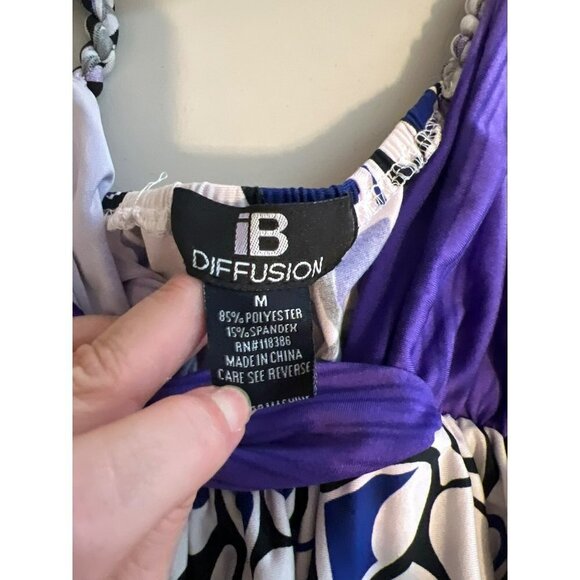 iB
DIFFUSION
M
85% POLYESTER
15% SPANDEX
RN#118386
MADE IN CHINA
CARE SEE REVERSE